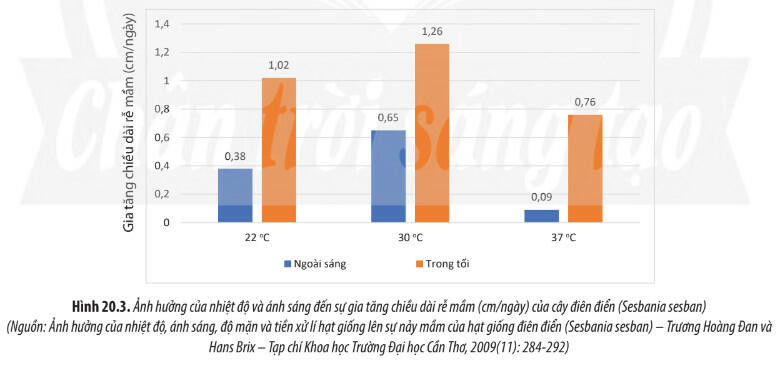 Chân trời sáng tạo
Gia tăng chiều dài rễ mầm (cm/ngày)
1,4
1,2
1
0,8
0,6
0,4
0,2
0
0,38
1,02
0,65
1,26
0,09
0,76
22 °C
30 °C
37 °C
Ngoài sáng
Trong tối
Hình 20.3. Ảnh hưởng của nhiệt độ và ánh sáng đến sự gia tăng chiều dài rễ mầm (cm/ngày) của cây điên điển (Sesbania sesban)
(Nguồn: Ảnh hưởng của nhiệt độ, ánh sáng, độ mặn và tiền xử lí hạt giống lên sự nảy mầm của hạt giống điên điển (Sesbania sesban) – Trương Hoàng Đan và
Hans Brix – Tạp chí Khoa học Trường Đại học Cần Thơ, 2009(11): 284-292)